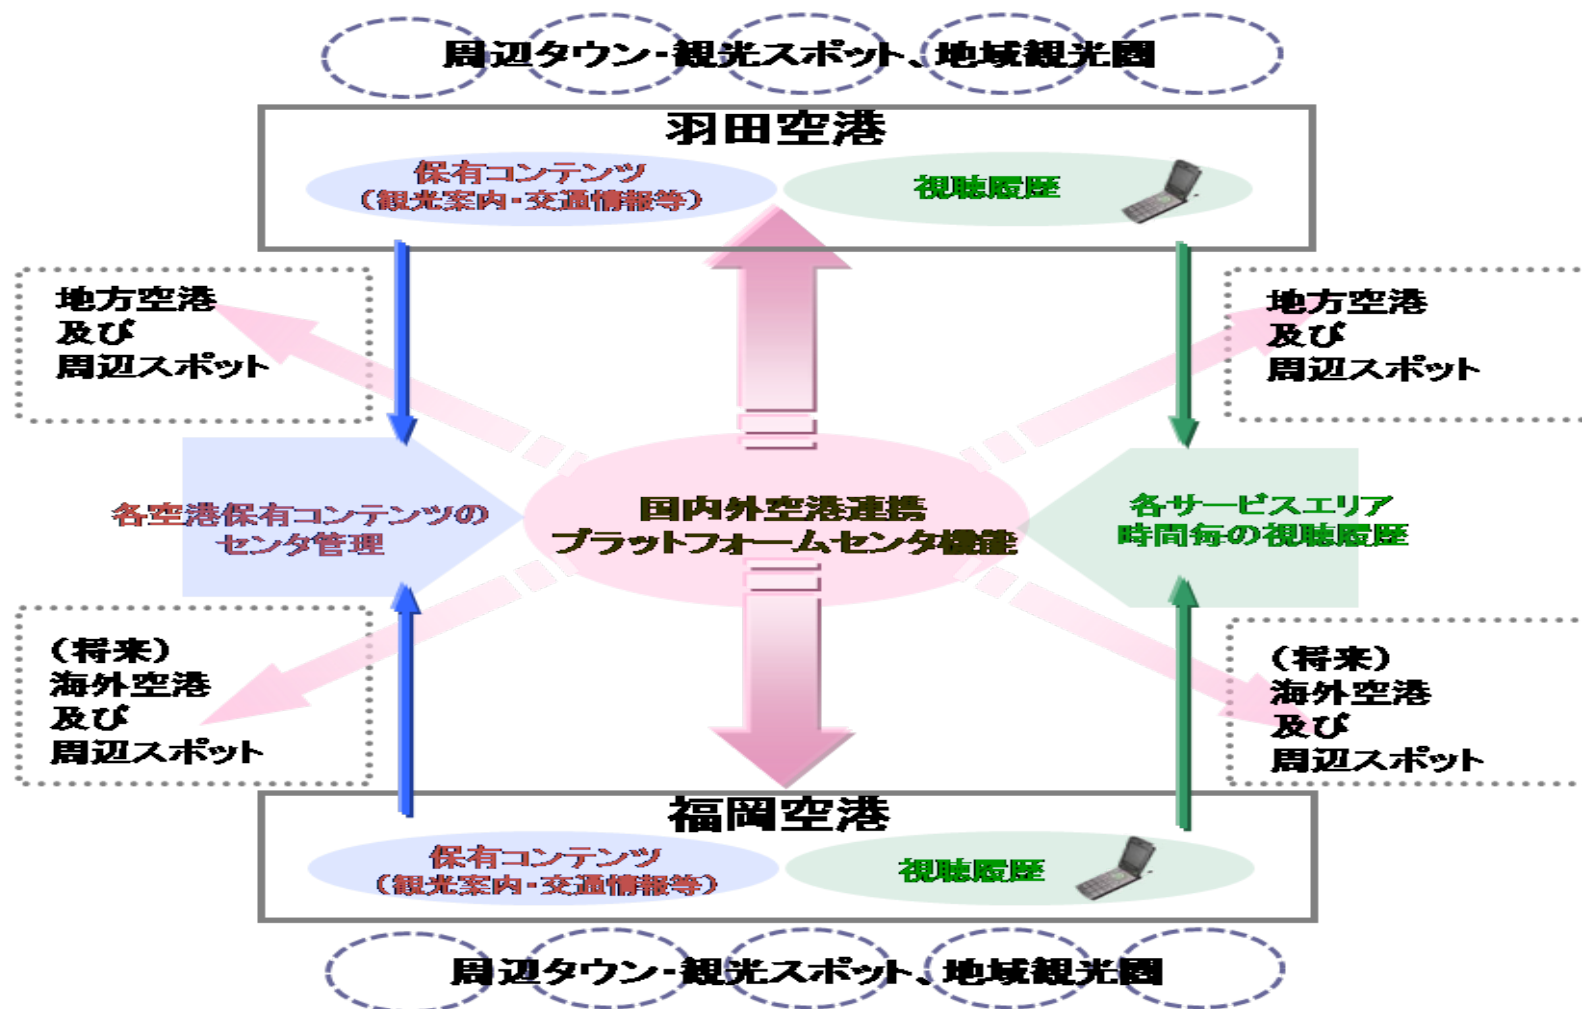 周辺タウン・観光スポット、地域観光圏
羽田空港
保有コンテンツ
（観光案内・交通情報等）
視聴履歴
地方空港
及び
周辺スポット
地方空港
及び
周辺スポット
各空港保有コンテンツの
センタ管理
国内外空港連携
プラットフォームセンタ機能
各サービスエリア
時間毎の視聴履歴
（将来）
海外空港
及び
周辺スポット
（将来）
海外空港
及び
周辺スポット
福岡空港
保有コンテンツ
（観光案内・交通情報等）
視聴履歴
周辺タウン・観光スポット、地域観光圏